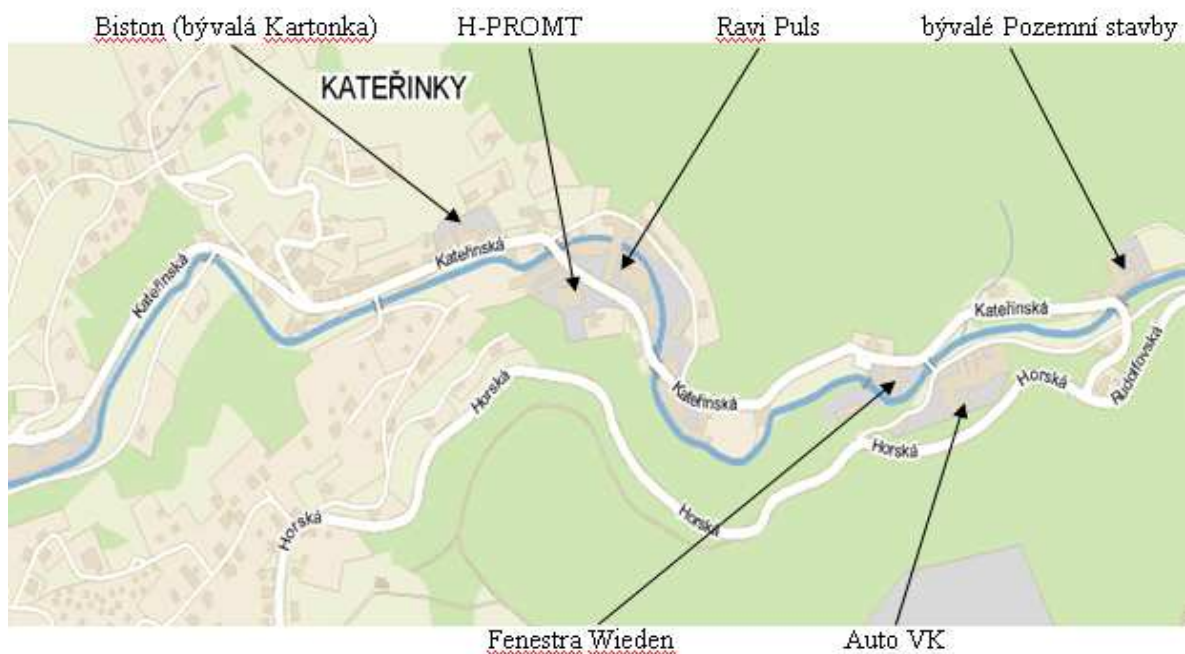 Biston (bývalá Kartonka) H-PROMT Ravi Puls bývalé Pozemní stavby
KATEŘINKY
Kateřinská
Kateřinská
Kateřinská
Kateřinská
Rudolfovská
Horská
Horská
Horská
Horská
Horská
Fenestra Wieden Auto VK